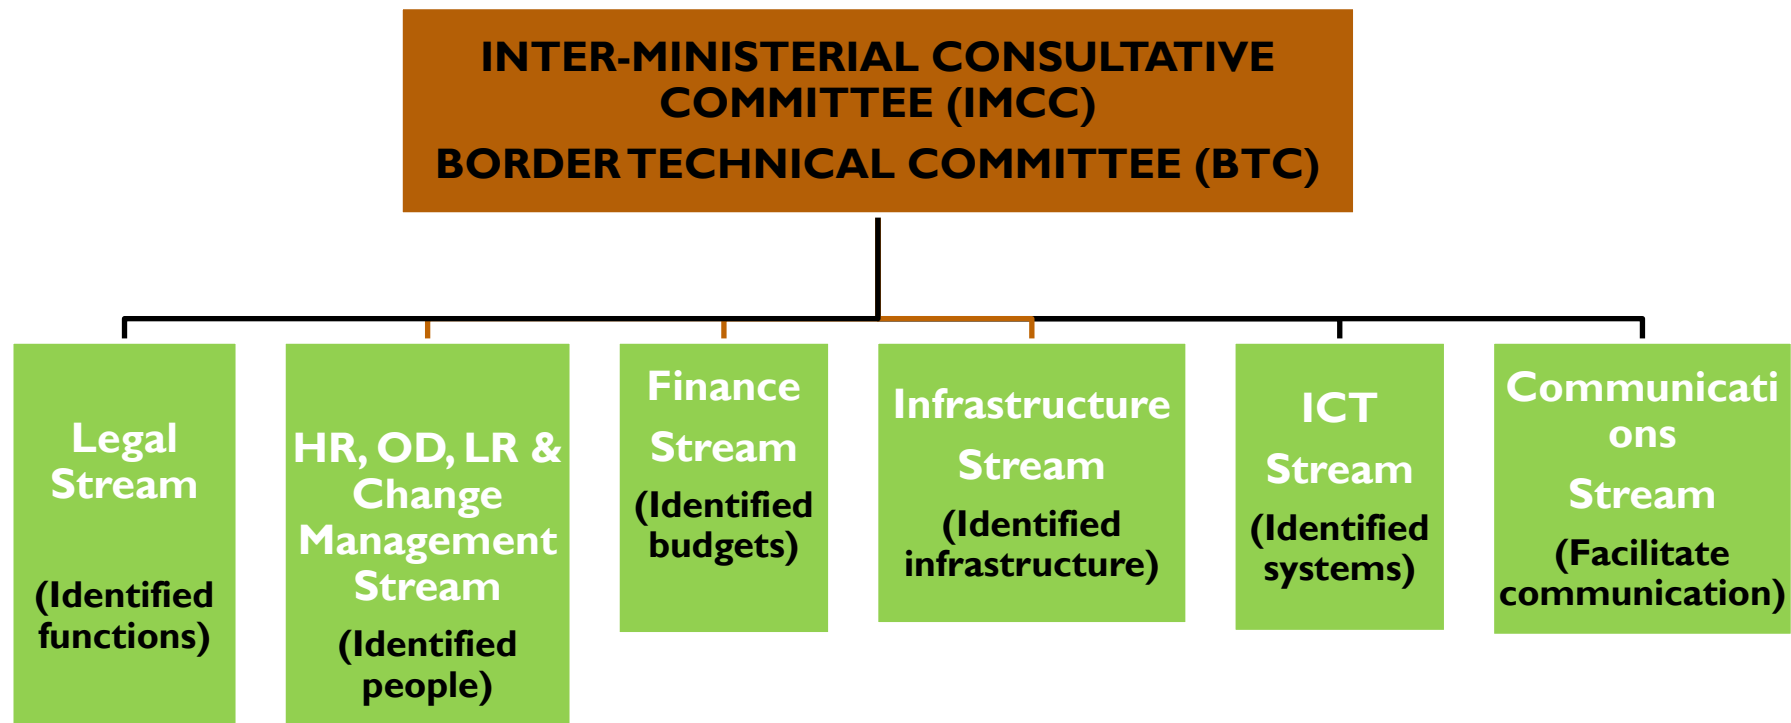 INTER-MINISTERIAL CONSULTATIVE
COMMITTEE (IMCC)
BORDER TECHNICAL COMMITTEE (BTC)
Legal
Stream
(Identified
functions)
HR, OD, LR &
Change
Management
Stream
(Identified
people)
Finance
Stream
(Identified
budgets)
Infrastructure
Stream
(Identified
infrastructure)
ICT
Stream
(Identified
systems)
Communicati
ons
Stream
(Facilitate
communication)